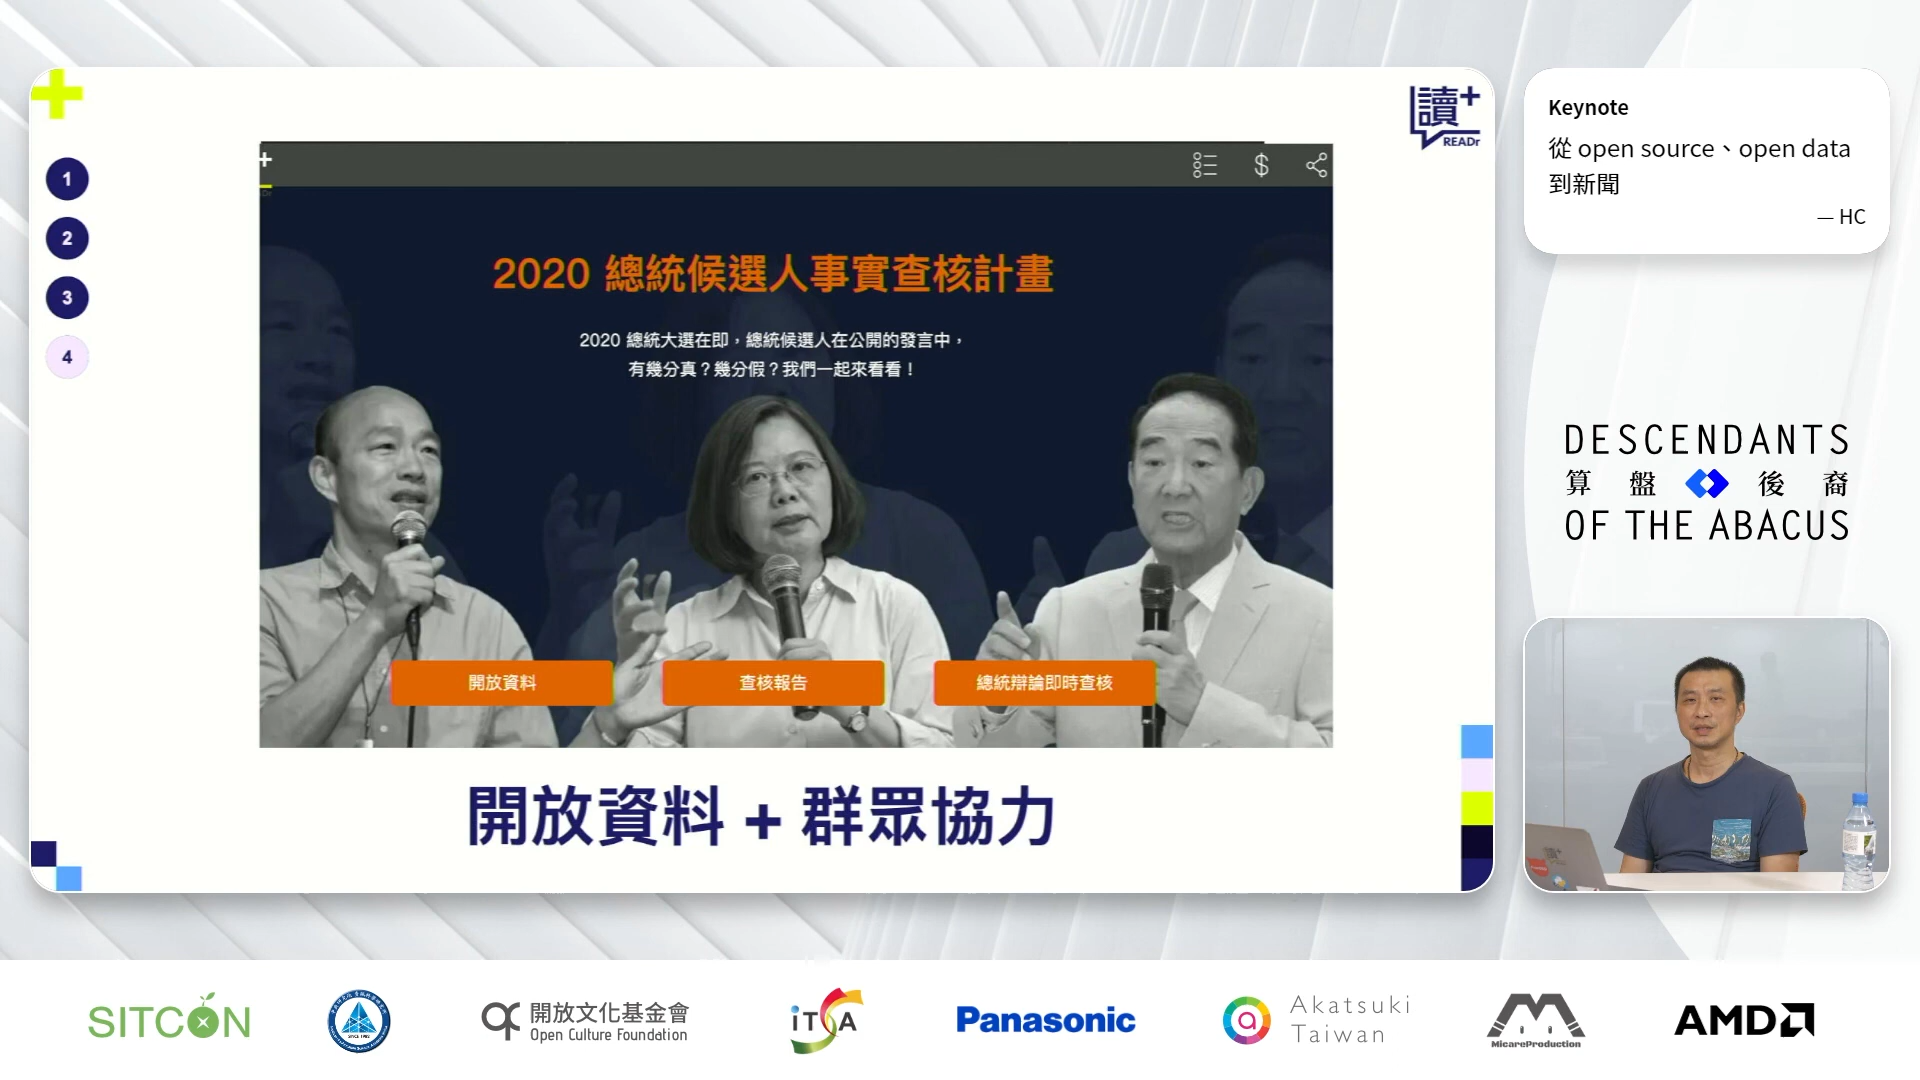 1
2
3
4
讀+
READr
+
$
2020 總統候選人事實查核計畫
2020 總統大選在即，總統候選人在公開的發言中，
有幾分真？幾分假？我們一起來看看！
開放資料
查核報告
總統辯論即時查核
開放資料 + 群眾協力
Keynote
從 open source、open data
到新聞
— HC
DESCENDANTS
算盤後裔
OF THE ABACUS
SITCON
開放文化基金會
Open Culture Foundation
iTSA
Panasonic
a
Akatsuki
Taiwan
MicareProduction
AMD